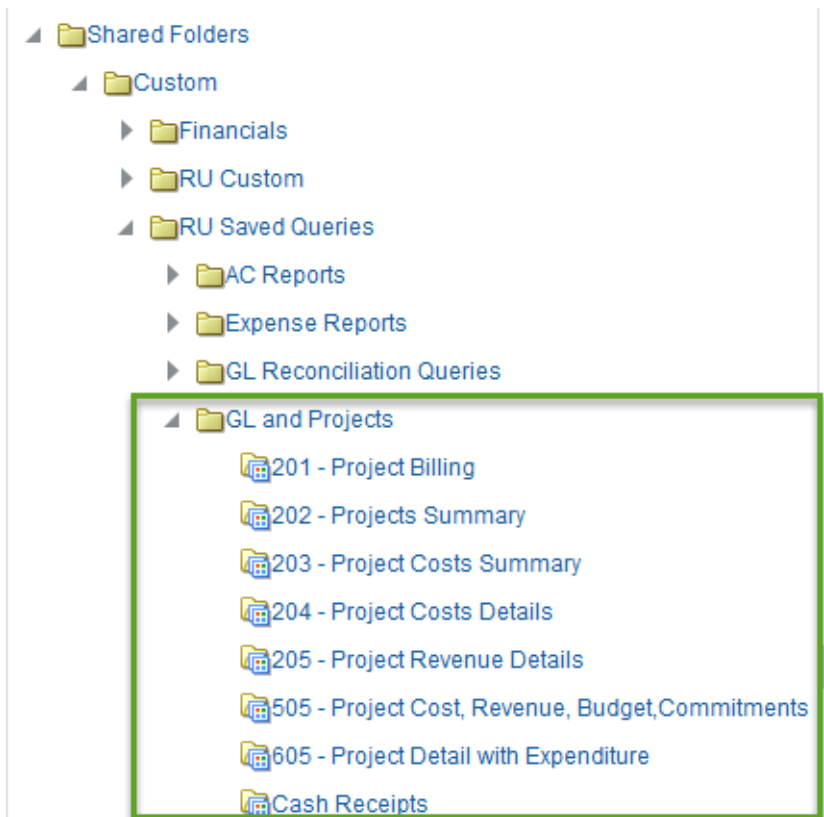 Shared Folders
Custom
Financials
RU Custom
RU Saved Queries
AC Reports
Expense Reports
GL Reconciliation Queries
GL and Projects
201 - Project Billing
202 - Projects Summary
203 - Project Costs Summary
204 - Project Costs Details
205 - Project Revenue Details
505 - Project Cost, Revenue, Budget,Commitments
605 - Project Detail with Expenditure
Cash Receipts